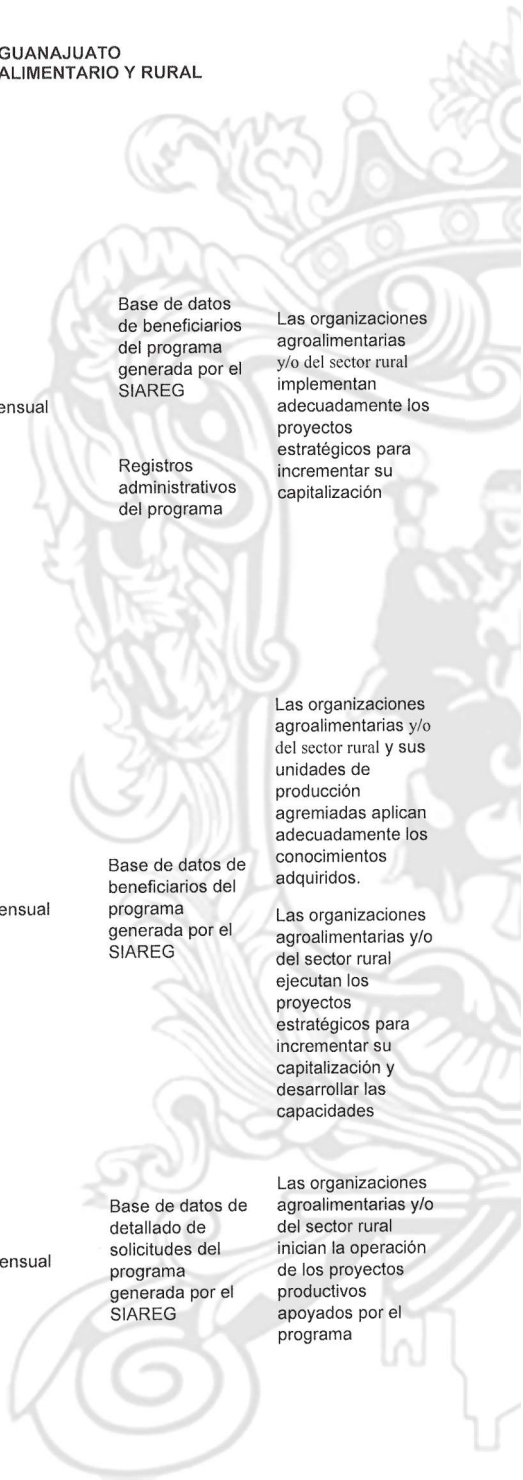 GUANAJUATO
ALIMENTARIO Y RURAL
ensual
Base de datos
de beneficiarios
del programa
generada por el
SIAREG
Registros
administrativos
del programa
Las organizaciones
agroalimentarias
y/o del sector rural
implementan
adecuadamente los
proyectos
estratégicos para
incrementar su
capitalización
ensual
Base de datos de
beneficiarios del
programa
generada por el
SIAREG
Las organizaciones
agroalimentarias y/o
del sector rural y sus
unidades de
producción
agremiadas aplican
adecuadamente los
conocimientos
adquiridos.
Las organizaciones
agroalimentarias y/o
del sector rural
ejecutan los
proyectos
estratégicos para
incrementar su
capitalización y
desarrollar las
capacidades
ensual
Base de datos de
detallado de
solicitudes del
programa
generada por el
SIAREG
Las organizaciones
agroalimentarias y/o
del sector rural
inician la operación
de los proyectos
productivos
apoyados por el
programa